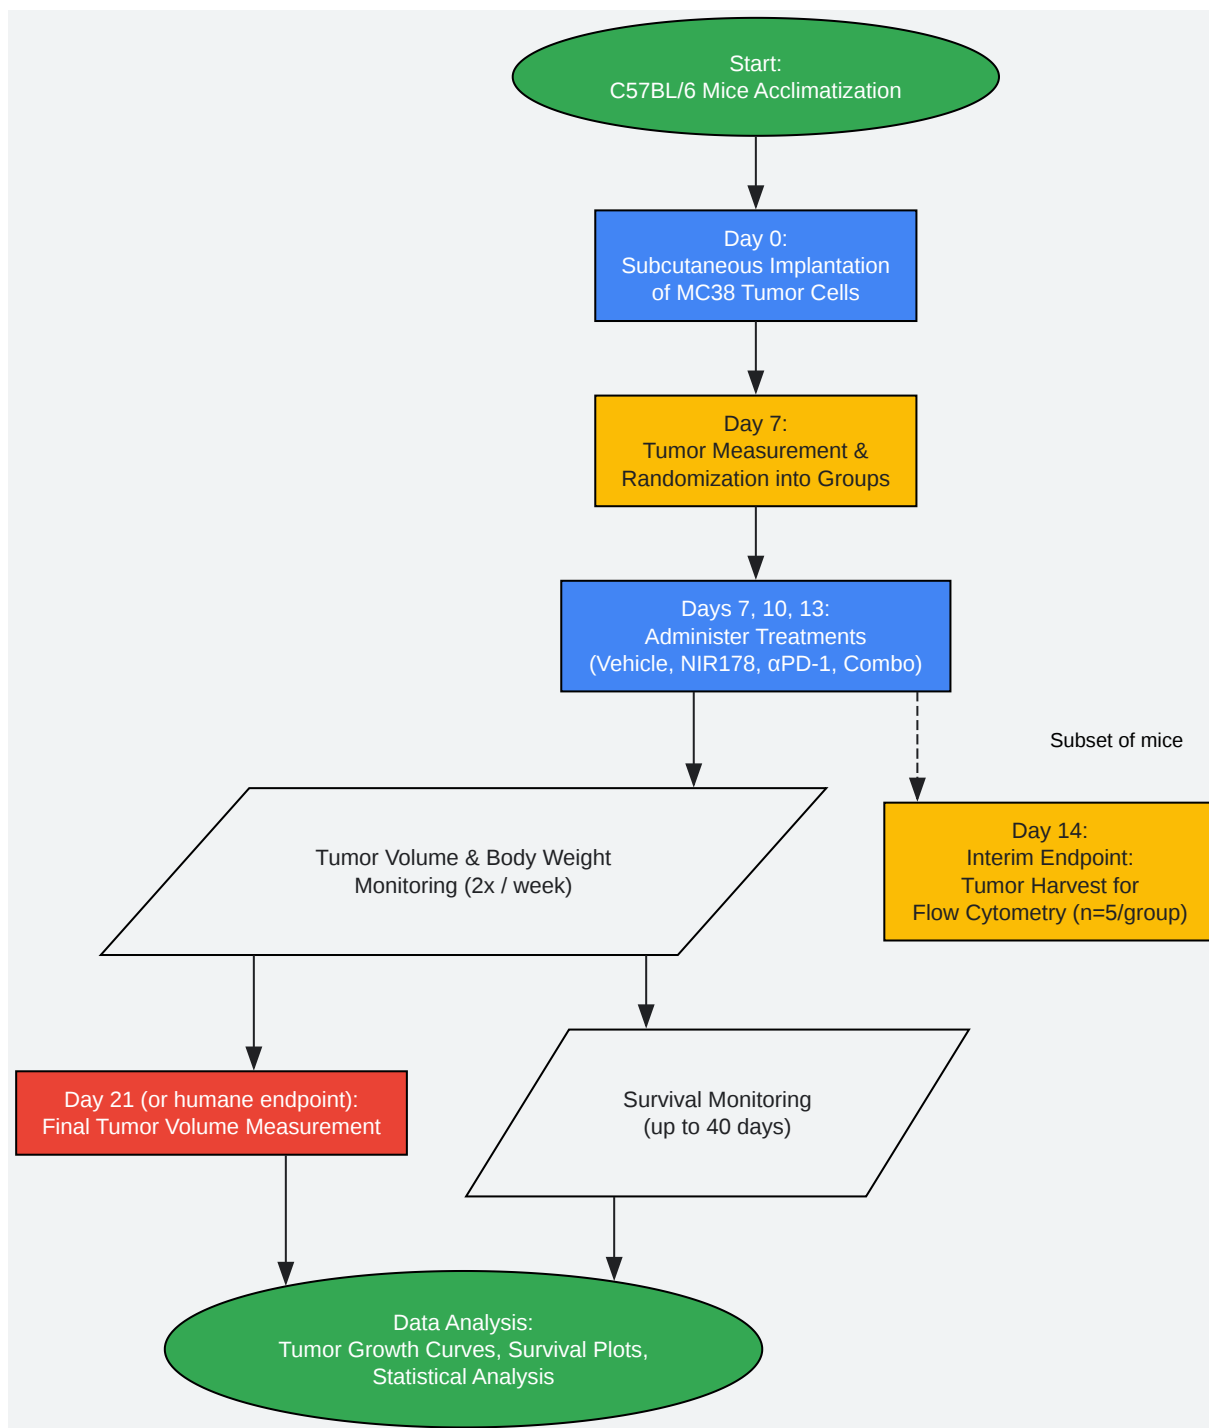 Start:
C57BL/6 Mice Acclimatization
Day 0:
Subcutaneous Implantation
of MC38 Tumor Cells
Day 7:
Tumor Measurement &
Randomization into Groups
Days 7, 10, 13:
Administer Treatments
(Vehicle, NIR178, αPD-1, Combo)
Subset of mice
Tumor Volume & Body Weight
Monitoring (2x / week)
Day 14:
Interim Endpoint:
Tumor Harvest for
Flow Cytometry (n=5/group)
Day 21 (or humane endpoint):
Final Tumor Volume Measurement
Survival Monitoring
(up to 40 days)
Data Analysis:
Tumor Growth Curves, Survival Plots,
Statistical Analysis